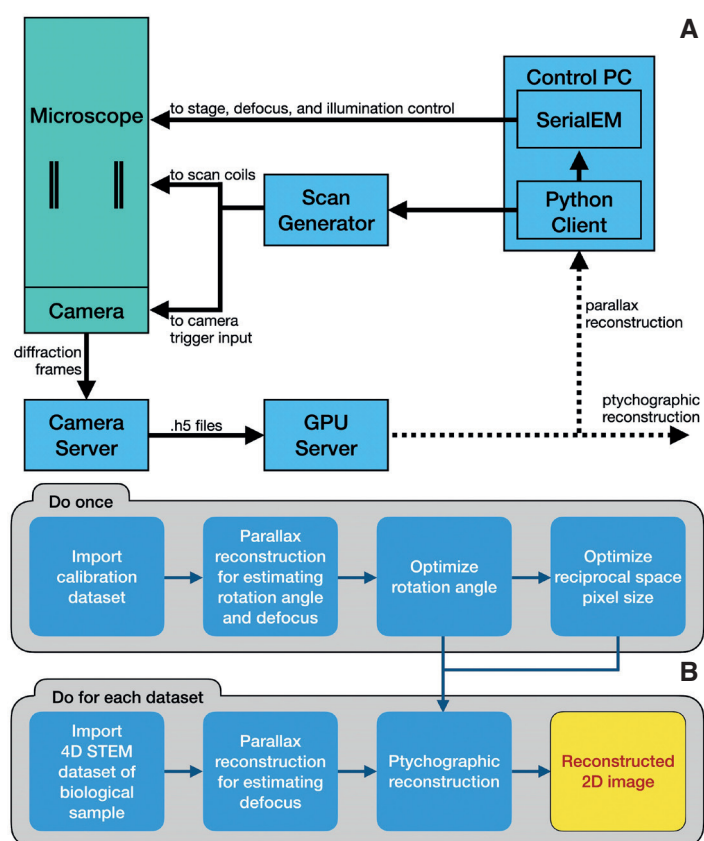 A
Microscope
to stage, defocus, and illumination control
Control PC
SerialEM
to scan coils
Scan
Generator
Python
Client
Camera
to camera
trigger input
parallax
reconstruction
diffraction
frames
ptychographic
reconstruction
Camera
Server
.h5 files
GPU
Server
Do once
Import
calibration
dataset
Parallax
reconstruction
for estimating
rotation angle
and defocus
Optimize
rotation angle
Optimize
reciprocal space
pixel size
B
Do for each dataset
Import
4D STEM
dataset of
biological
sample
Parallax
reconstruction
for estimating
defocus
Ptychographic
reconstruction
Reconstructed
2D image